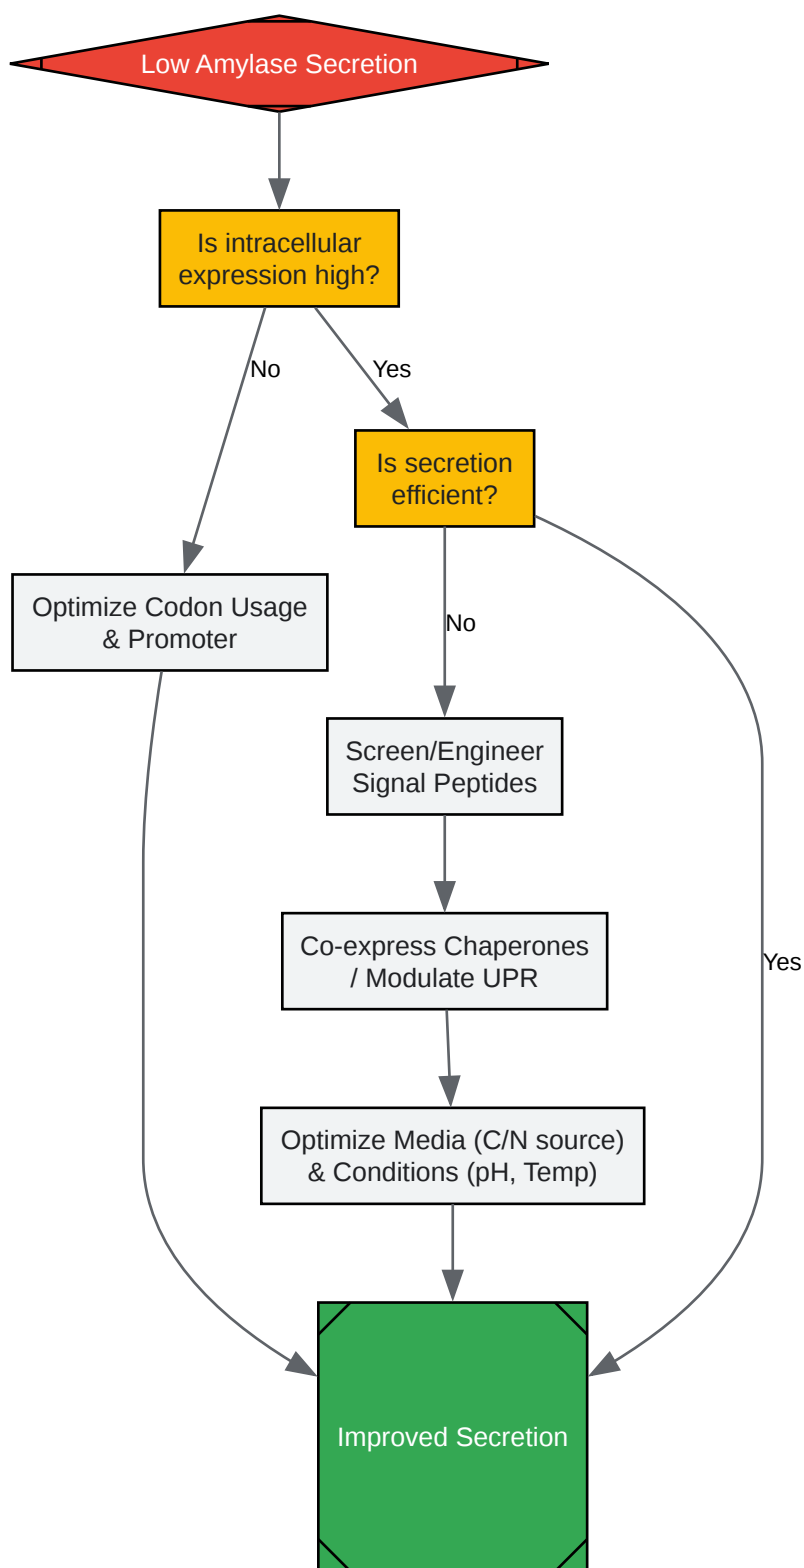 Low Amylase Secretion
Is intracellular
expression high?
No
Yes
Is secretion
efficient?
Optimize Codon Usage
& Promoter
No
Screen/Engineer
Signal Peptides
Co-express Chaperones
/ Modulate UPR
Yes
Optimize Media (C/N source)
& Conditions (pH, Temp)
Improved Secretion